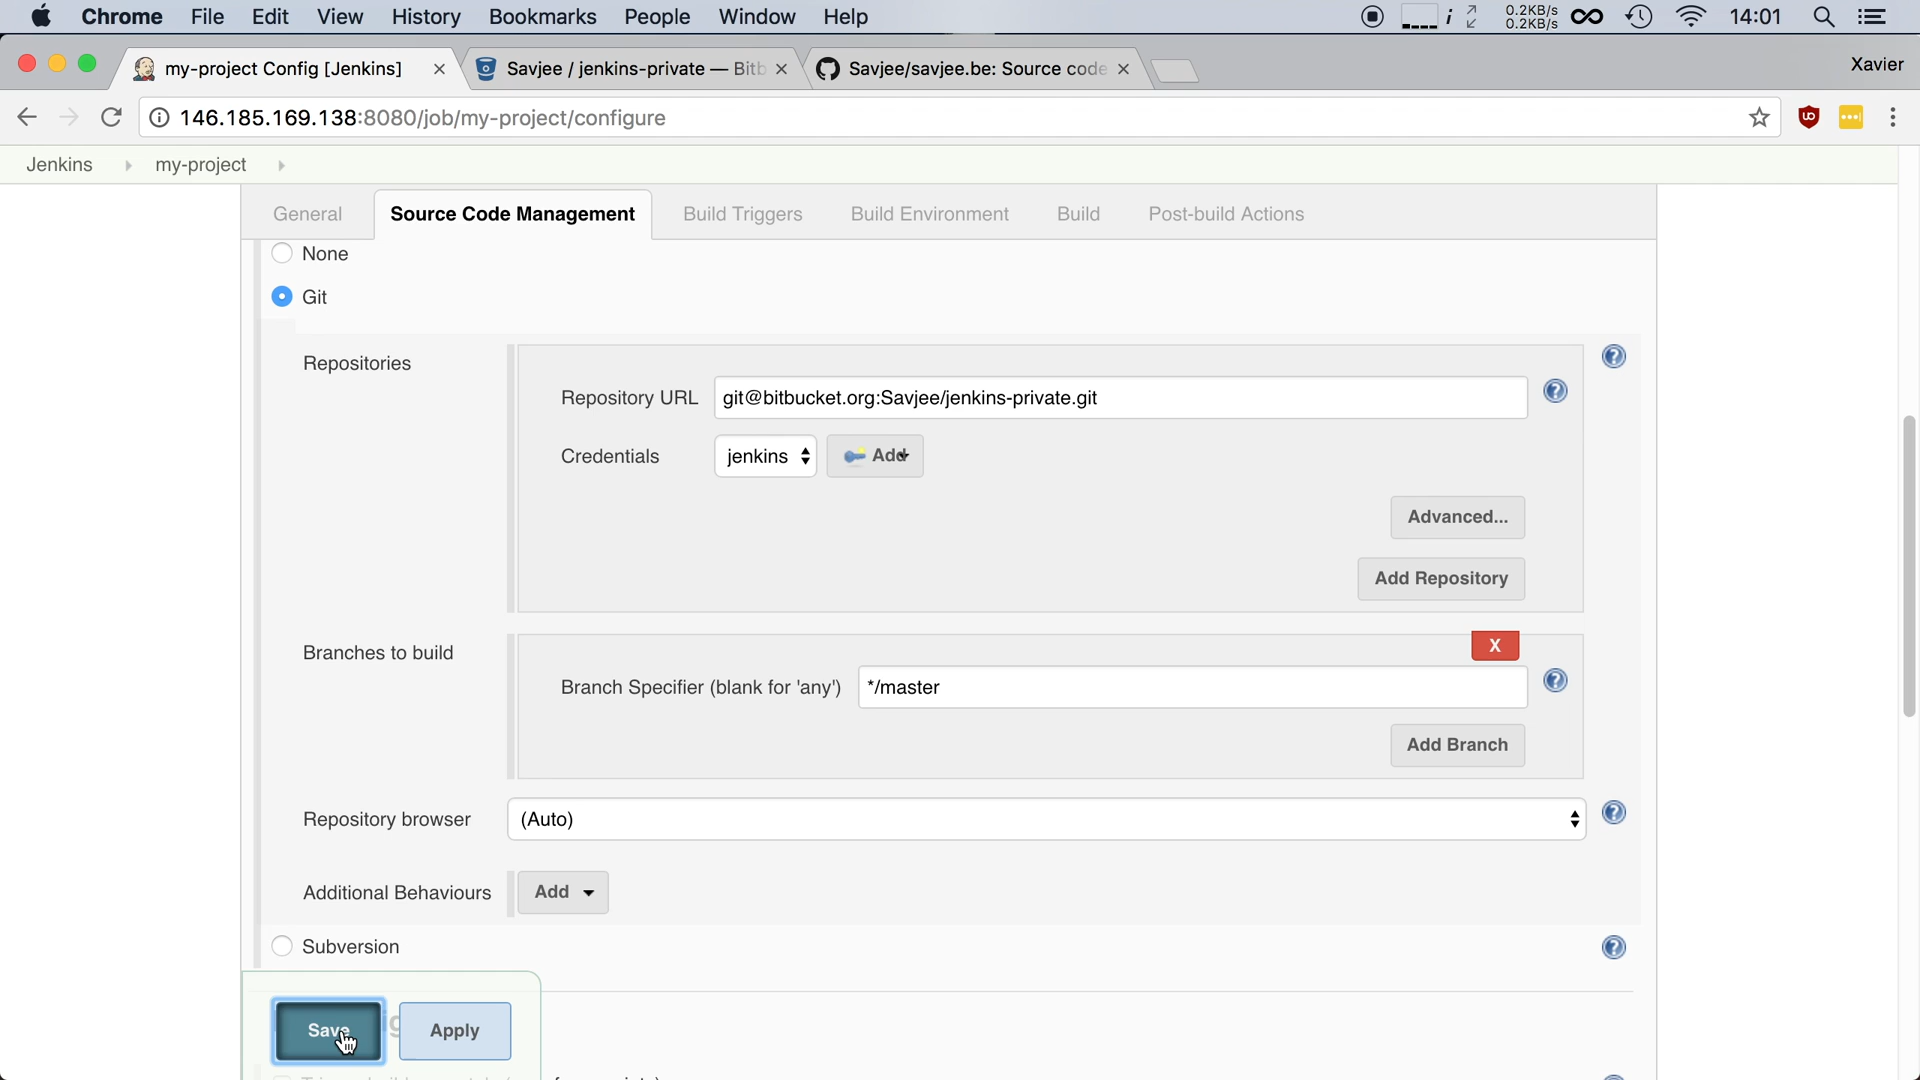 Chrome File Edit View History Bookmarks People Window Help
0.2KB/s
0.2KB/s
14:01
my-project Config [Jenkins]
Savjee / jenkins-private — Bitb
Savjee/savjee.be: Source code
Xavier
146.185.169.138:8080/job/my-project/configure
Jenkins my-project
General Source Code Management Build Triggers Build Environment Build Post-build Actions
None
Git
Repositories
Repository URL git@bitbucket.org:Savjee/jenkins-private.git
Credentials jenkins Add
Advanced...
Add Repository
Branches to build
X
Branch Specifier (blank for 'any') */master
Add Branch
Repository browser (Auto)
Additional Behaviours Add
Subversion
Save Apply